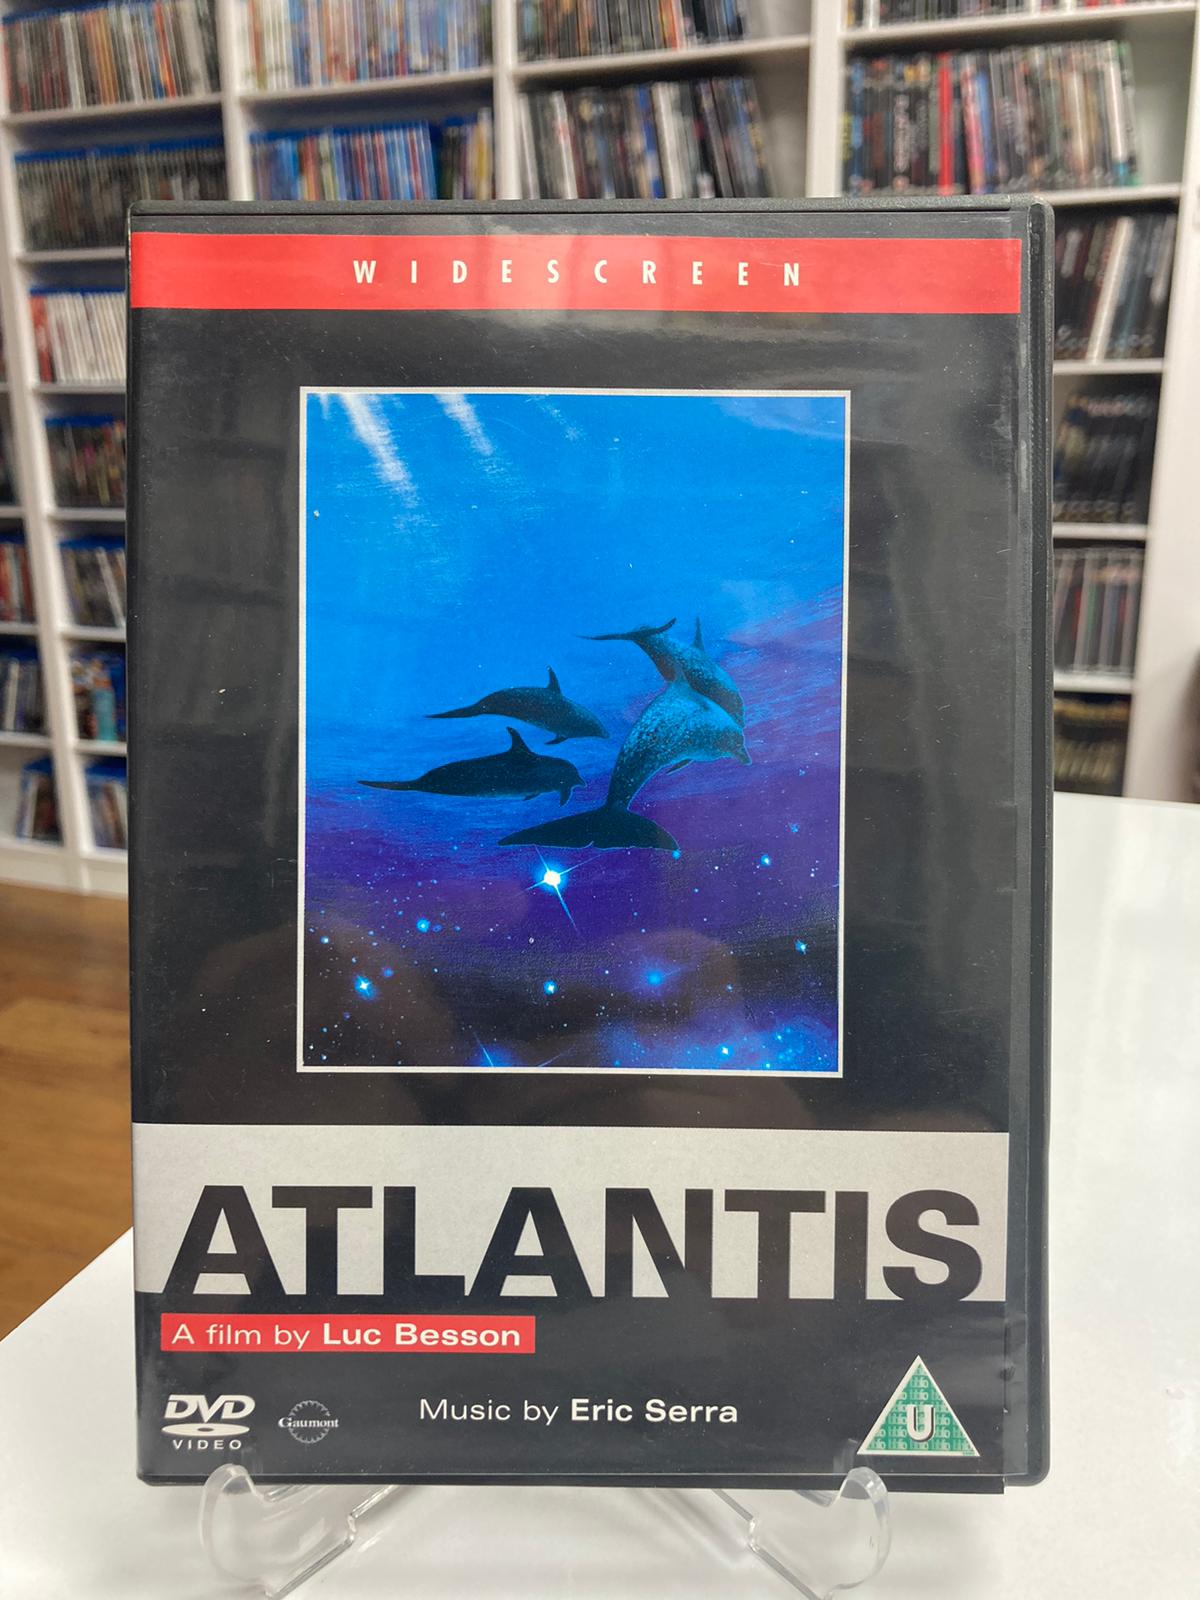 WIDESCREEN
ATLANTIS
A film by Luc Besson
DVD
VIDEO
Gaumont
Music by Eric Serra
U